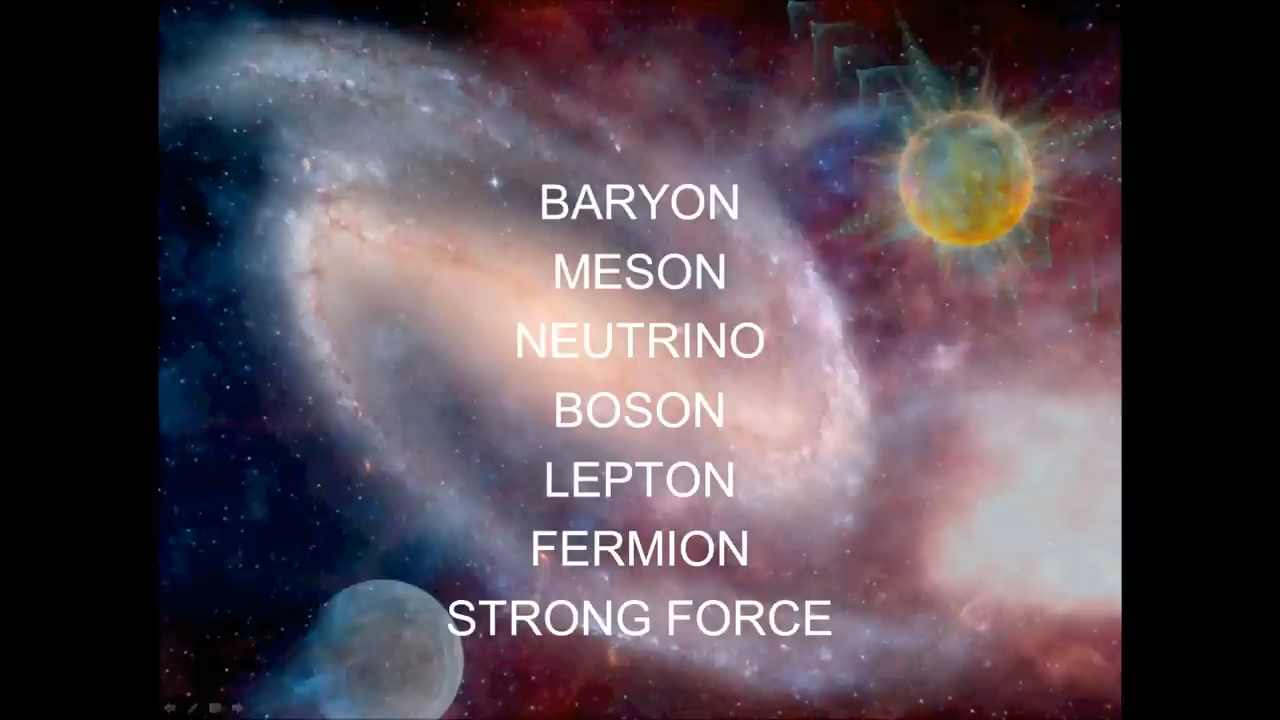 BARYON
MESON
NEUTRINO
BOSON
LEPTON
FERMION
STRONG FORCE